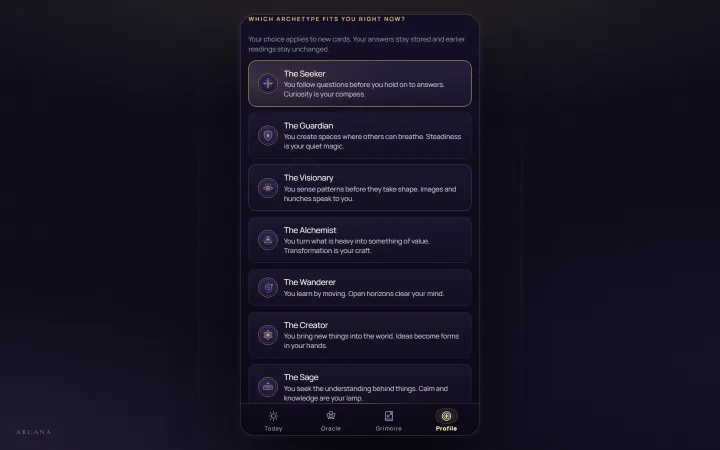 WHICH ARCHETYPE FITS YOU RIGHT NOW?
Your choice applies to new cards. Your answers stay stored and earlier
readings stay unchanged.
The Seeker
You follow questions before you hold on to answers.
Curiosity is your compass.
The Guardian
You create spaces where others can breathe. Steadiness
is your quiet magic.
The Visionary
You sense patterns before they take shape. Images and
hunches speak to you.
The Alchemist
You turn what is heavy into something of value.
Transformation is your craft.
The Wanderer
You learn by moving. Open horizons clear your mind.
The Creator
You bring new things into the world. Ideas become forms
in your hands.
The Sage
You seek the understanding behind things. Calm and
knowledge are your lamp.
Today
Oracle
Grimoire
Profile
ARCANA